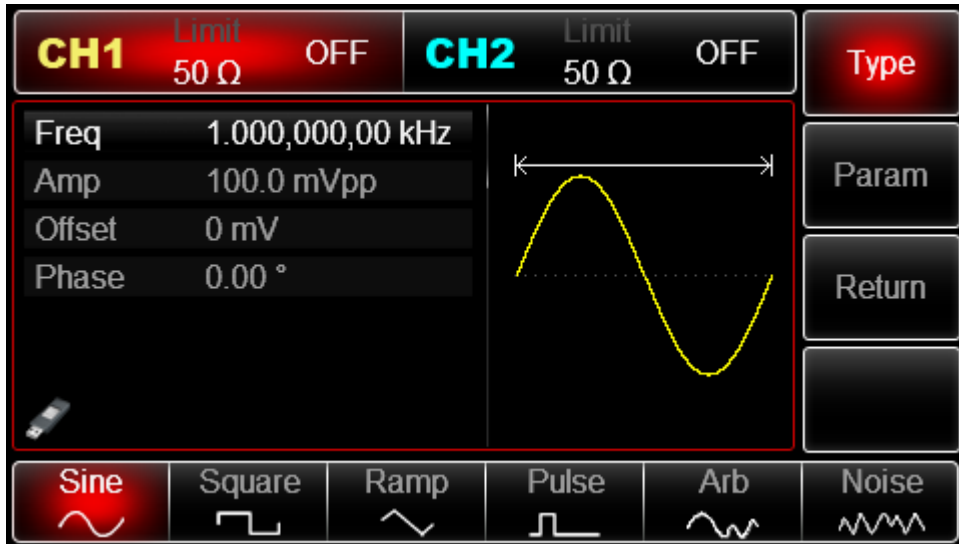 CH1 Limit 50 Ω OFF
CH2 Limit 50 Ω OFF
Type
Freq 1.000,000,00 kHz
Amp 100.0 mVpp
Offset 0 mV
Phase 0.00 °
Param
Return
Sine Square Ramp Pulse Arb Noise